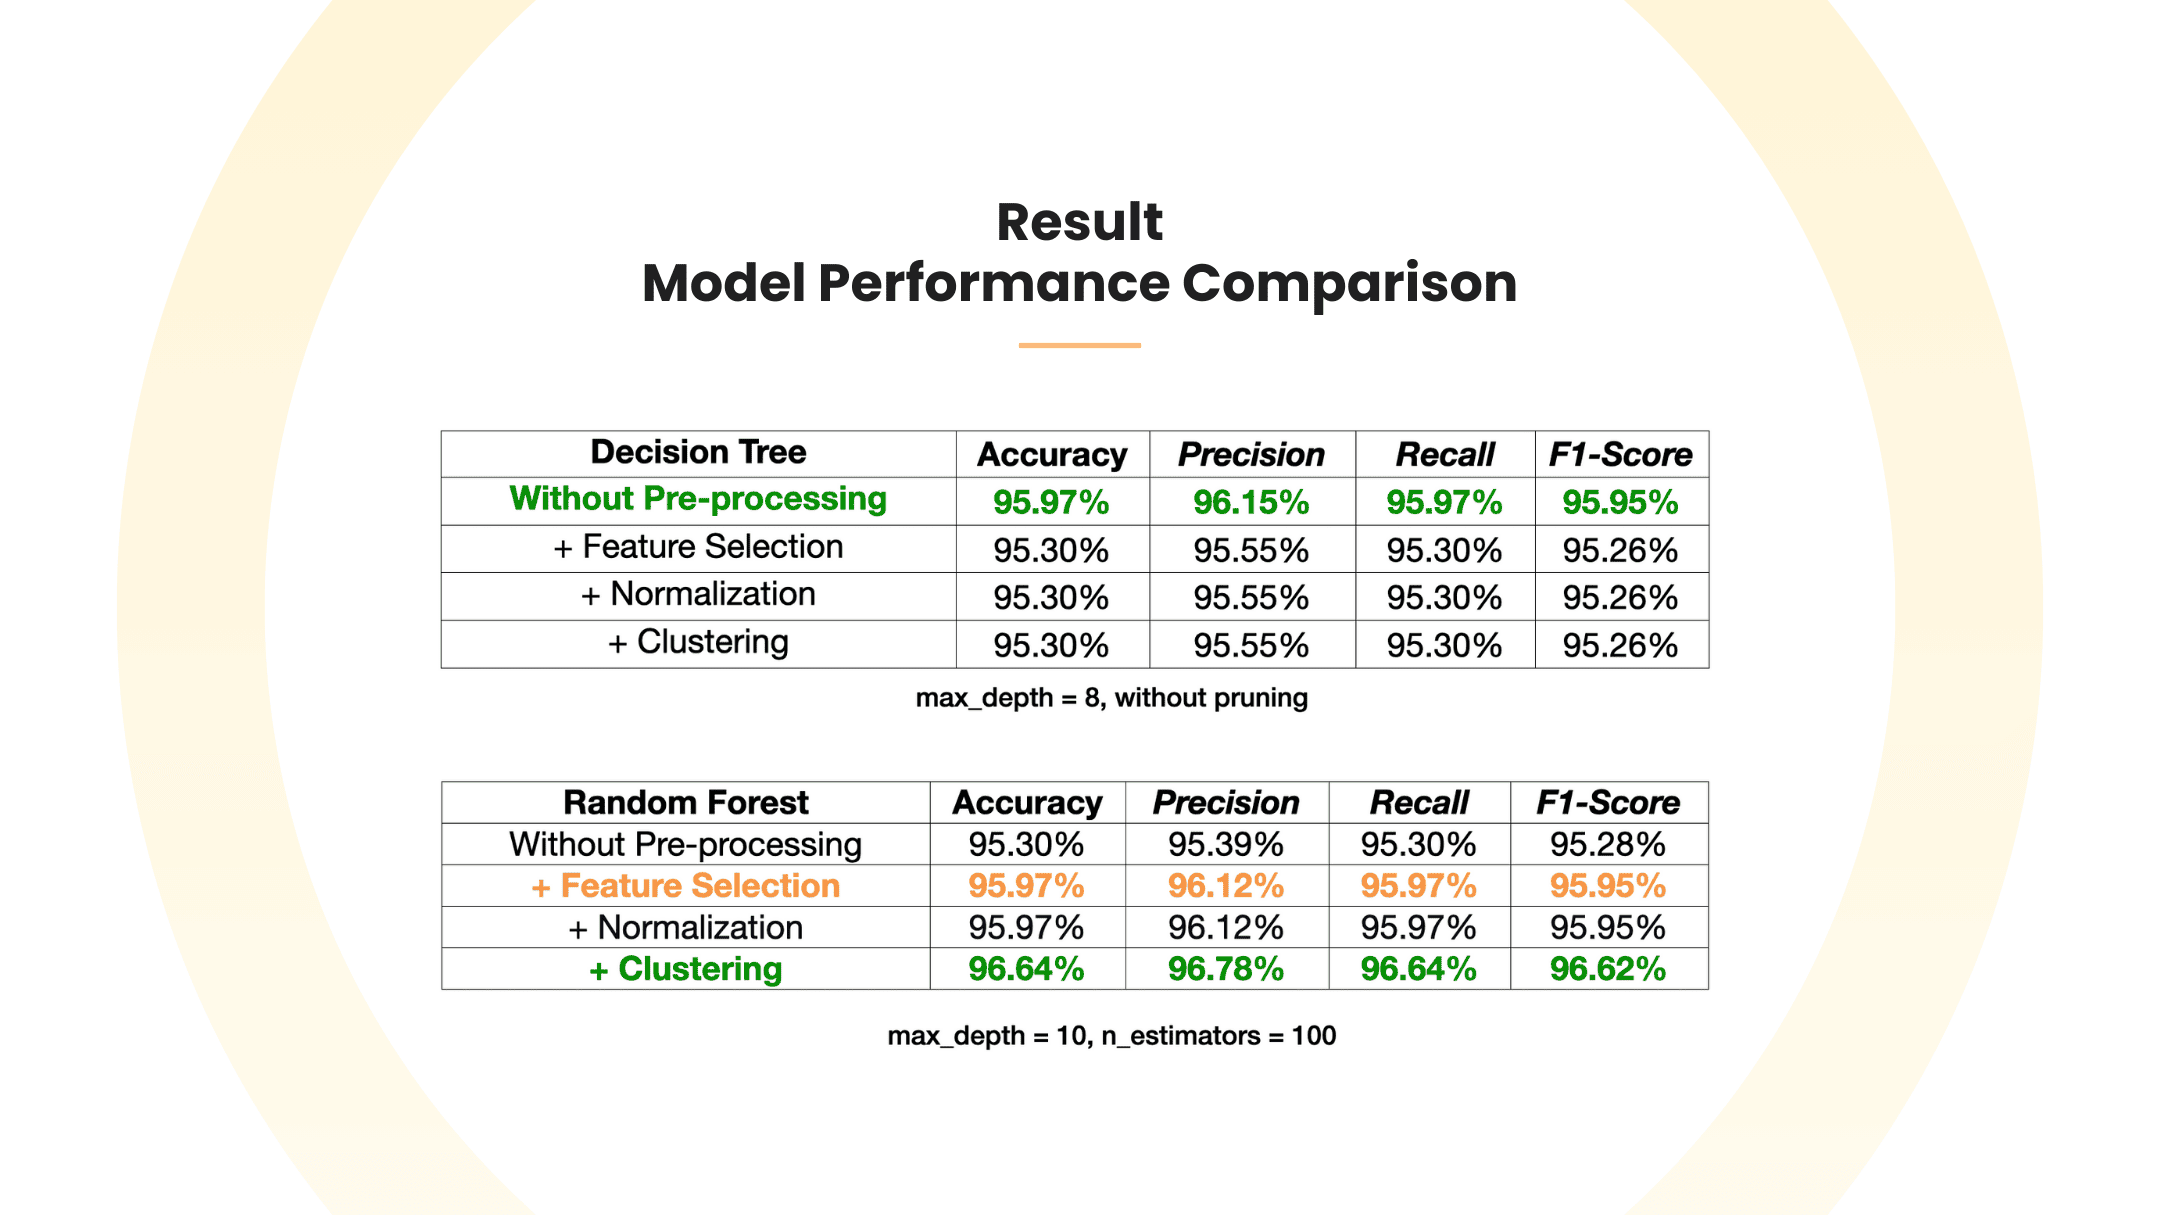 Result
Model Performance Comparison
Decision Tree Accuracy Precision Recall F1-Score
Without Pre-processing 95.97% 96.15% 95.97% 95.95%
+ Feature Selection 95.30% 95.55% 95.30% 95.26%
+ Normalization 95.30% 95.55% 95.30% 95.26%
+ Clustering 95.30% 95.55% 95.30% 95.26%
max_depth = 8, without pruning
Random Forest Accuracy Precision Recall F1-Score
Without Pre-processing 95.30% 95.39% 95.30% 95.28%
+ Feature Selection 95.97% 96.12% 95.97% 95.95%
+ Normalization 95.97% 96.12% 95.97% 95.95%
+ Clustering 96.64% 96.78% 96.64% 96.62%
max_depth = 10, n_estimators = 100